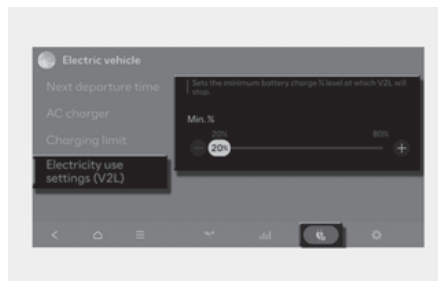 Electric vehicle
Next departure time
AC charger
Charging limit
Electricity use
settings (V2L)
Sets the minimum battery charge % level at which V2L will
stop.
Min. %
20% 80%
20%